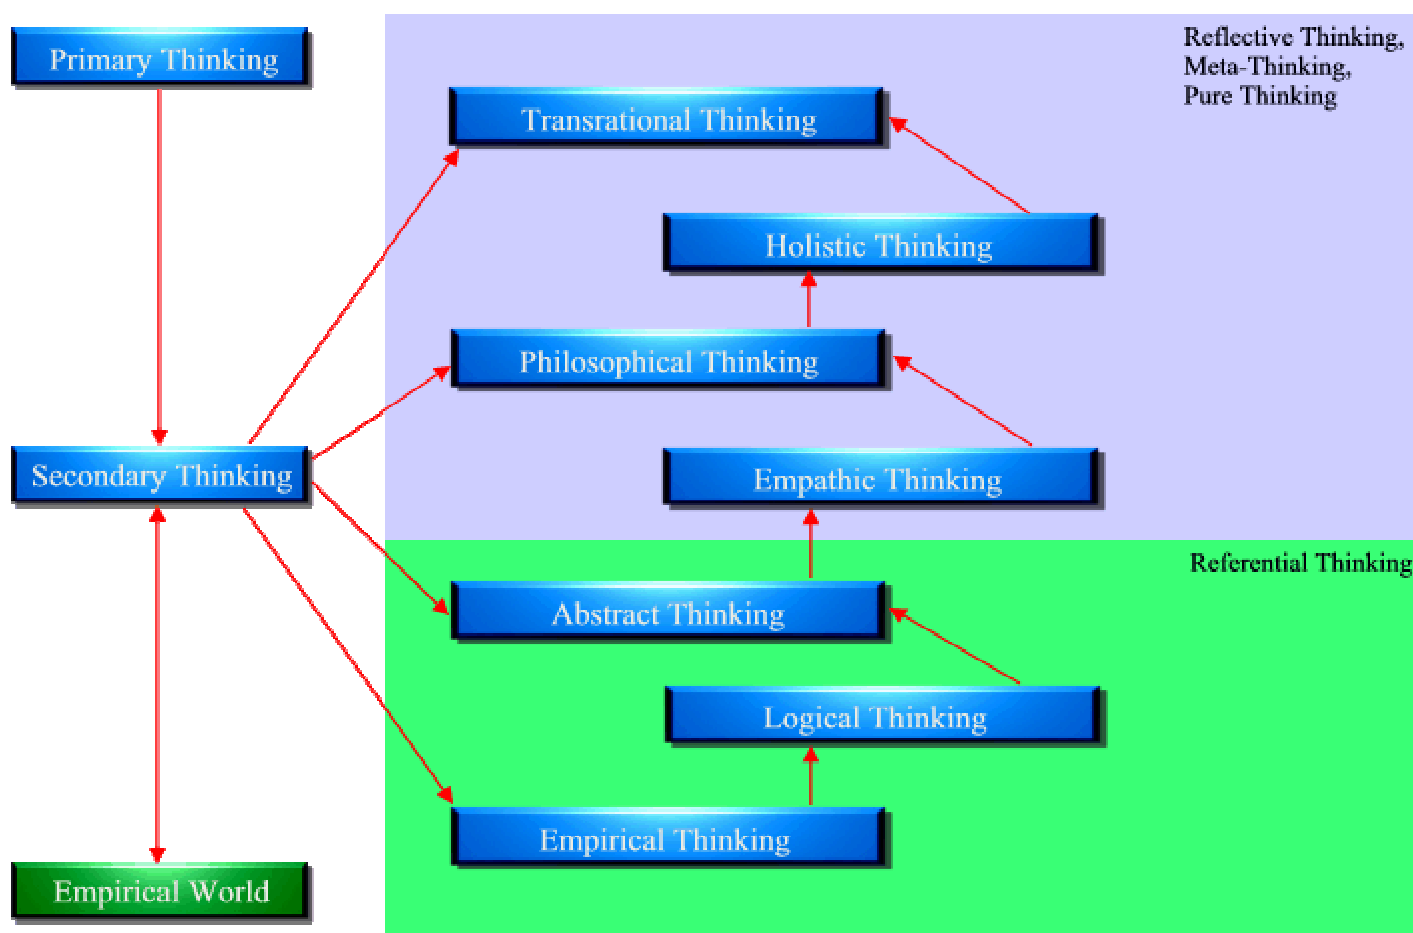 Primary Thinking
Reflective Thinking,
Meta-Thinking,
Pure Thinking
Transrational Thinking
Holistic Thinking
Philosophical Thinking
Secondary Thinking
Empathic Thinking
Referential Thinking
Abstract Thinking
Logical Thinking
Empirical Thinking
Empirical World